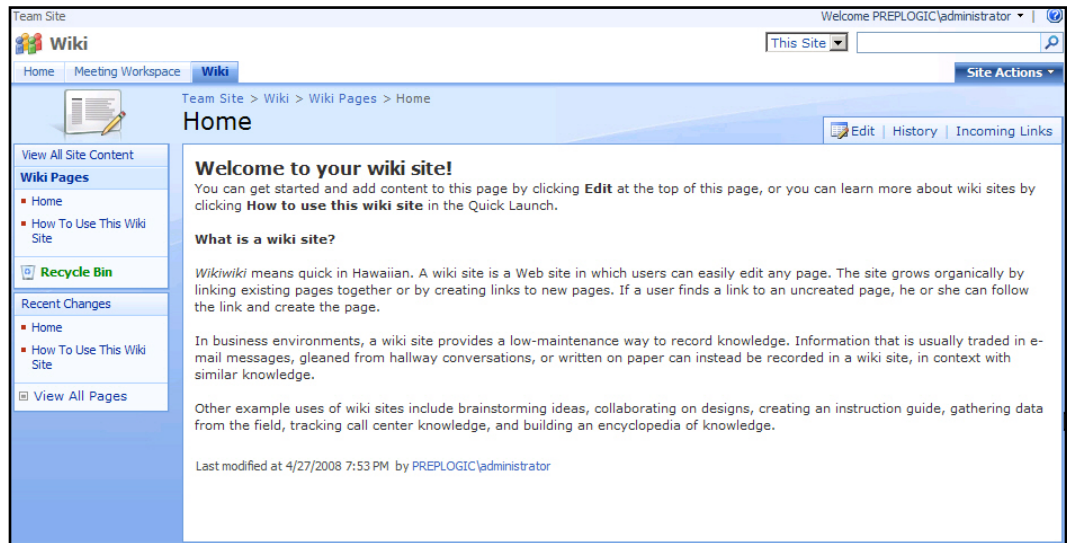 Team Site
Welcome PREPLOGIC\administrator
Wiki
This Site
Home Meeting Workspace Wiki
Site Actions
Team Site > Wiki > Wiki Pages > Home
Home
Edit | History | Incoming Links
View All Site Content
Wiki Pages
Home
How To Use This Wiki
Site
Recycle Bin
Recent Changes
Home
How To Use This Wiki
Site
View All Pages
Welcome to your wiki site!
You can get started and add content to this page by clicking Edit at the top of this page, or you can learn more about wiki sites by
clicking How to use this wiki site in the Quick Launch.
What is a wiki site?
Wikiwiki means quick in Hawaiian. A wiki site is a Web site in which users can easily edit any page. The site grows organically by
linking existing pages together or by creating links to new pages. If a user finds a link to an uncreated page, he or she can follow
the link and create the page.
In business environments, a wiki site provides a low-maintenance way to record knowledge. Information that is usually traded in e-
mail messages, gleaned from hallway conversations, or written on paper can instead be recorded in a wiki site, in context with
similar knowledge.
Other example uses of wiki sites include brainstorming ideas, collaborating on designs, creating an instruction guide, gathering data
from the field, tracking call center knowledge, and building an encyclopedia of knowledge.
Last modified at 4/27/2008 7:53 PM by PREPLOGIC\administrator